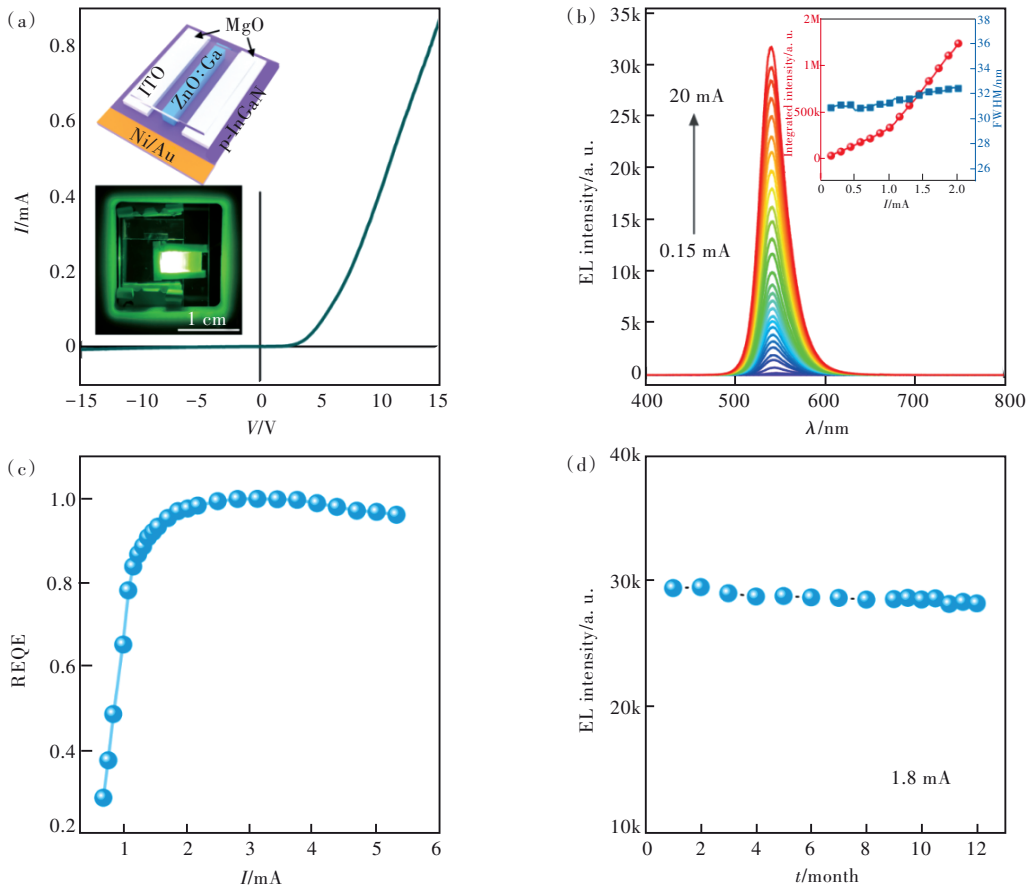 (a)
0.8
0.6
0.4
0.2
0
I/mA
MgO
ITO
ZnO:Ga
p-InGaN
Ni/Au
1 cm
−15
−10
−5
0
5
10
15
V/V
(b)
35k
30k
25k
20k
15k
10k
5k
0
EL intensity/a. u.
20 mA
0.15 mA
2M
1M
500k
0
Integrated intensity/a. u.
38
36
34
32
30
28
26
FWHM/nm
0
0.5
1.0
1.5
2.0
I/mA
400
500
600
700
800
λ/nm
(c)
1.0
0.8
0.6
0.4
0.2
REQE
1
2
3
4
5
6
I/mA
(d)
40k
30k
20k
10k
EL intensity/a. u.
1.8 mA
0
2
4
6
8
10
12
t/month